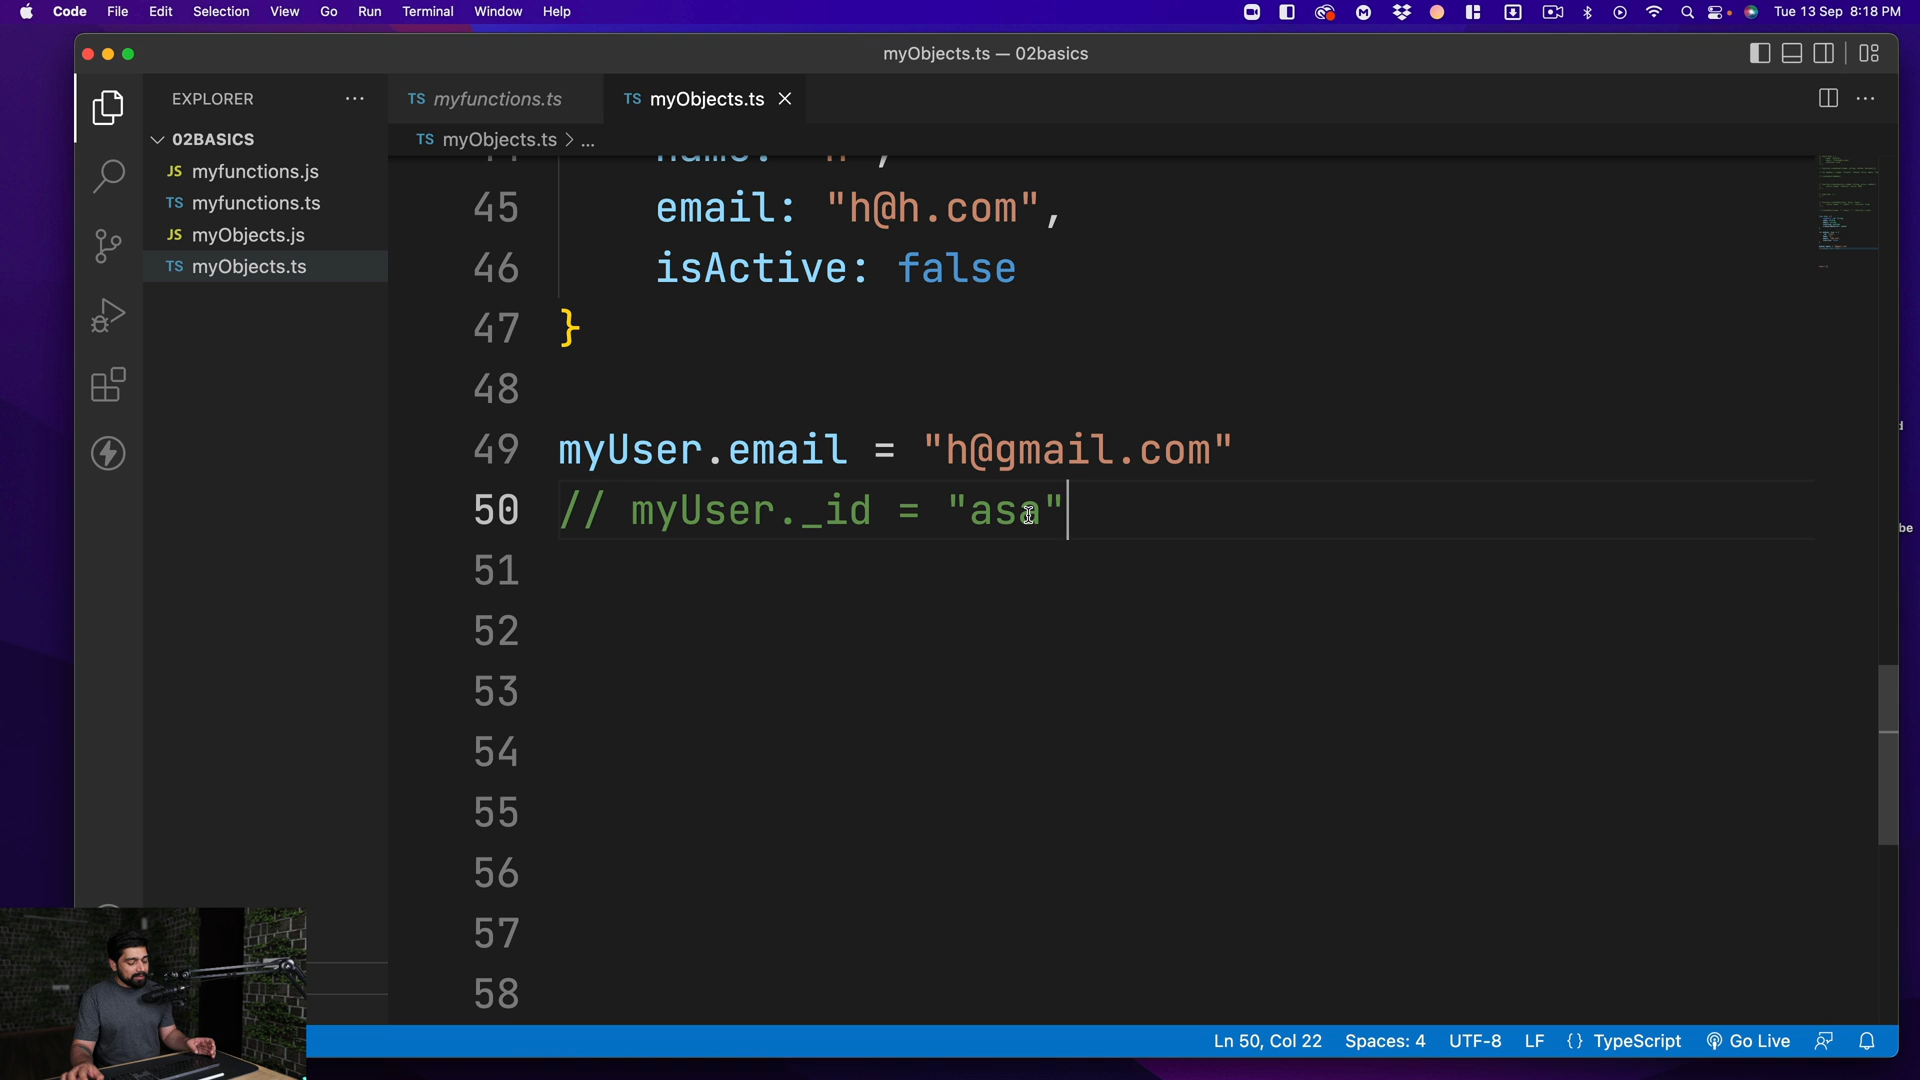 Code File Edit Selection View Go Run Terminal Window Help
Tue 13 Sep 8:18 PM
myObjects.ts — 02basics
EXPLORER
TS myfunctions.ts
TS myObjects.ts
02BASICS
TS myObjects.ts > ...
JS myfunctions.js
TS myfunctions.ts
JS myObjects.js
TS myObjects.ts
45 email: "h@h.com",
46 isActive: false
47 }
48
49 myUser.email = "h@gmail.com"
50 // myUser._id = "asa"
51
52
53
54
55
56
57
58
be
Ln 50, Col 22 Spaces: 4 UTF-8 LF {} TypeScript Go Live